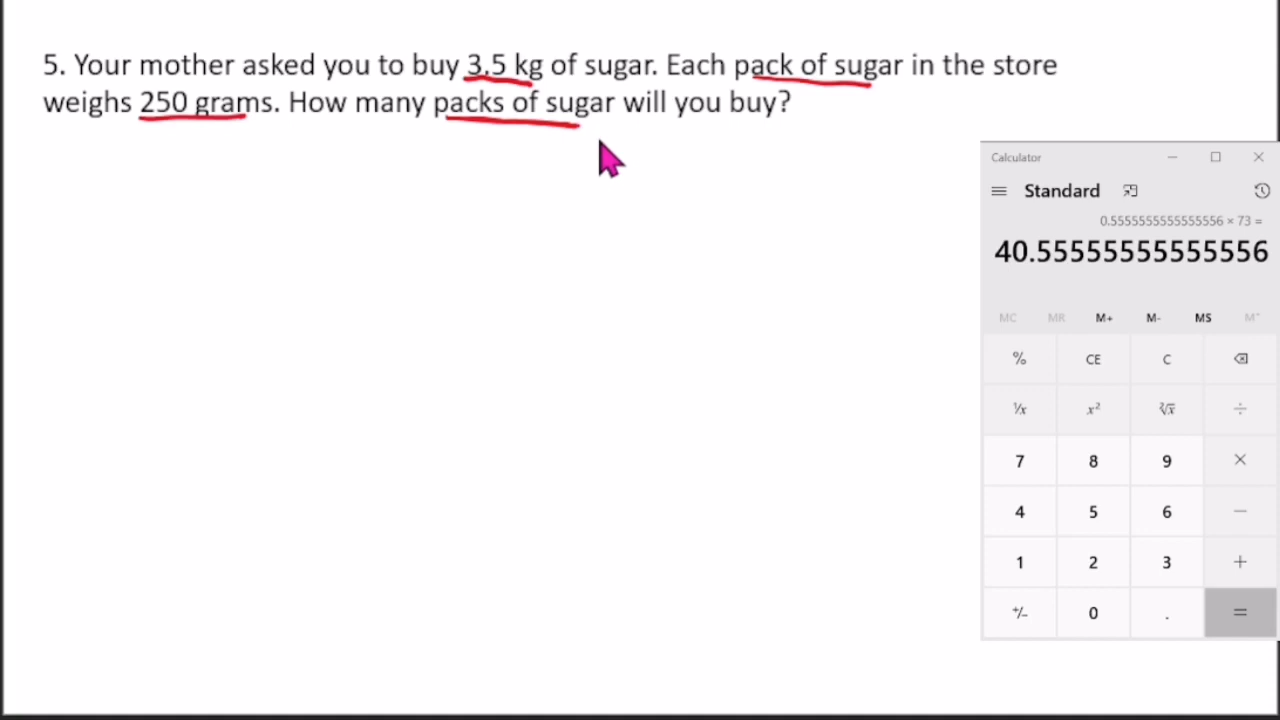 5. Your mother asked you to buy 3.5 kg of sugar. Each pack of sugar in the store
weighs 250 grams. How many packs of sugar will you buy?
Calculator
Standard
0.5555555555555556 × 73 =
40.55555555555556
MC MR M+ M- MS M˅
% CE C
¹/x x² ²√x ÷
7 8 9 ×
4 5 6 −
1 2 3 +
+/− 0 . =